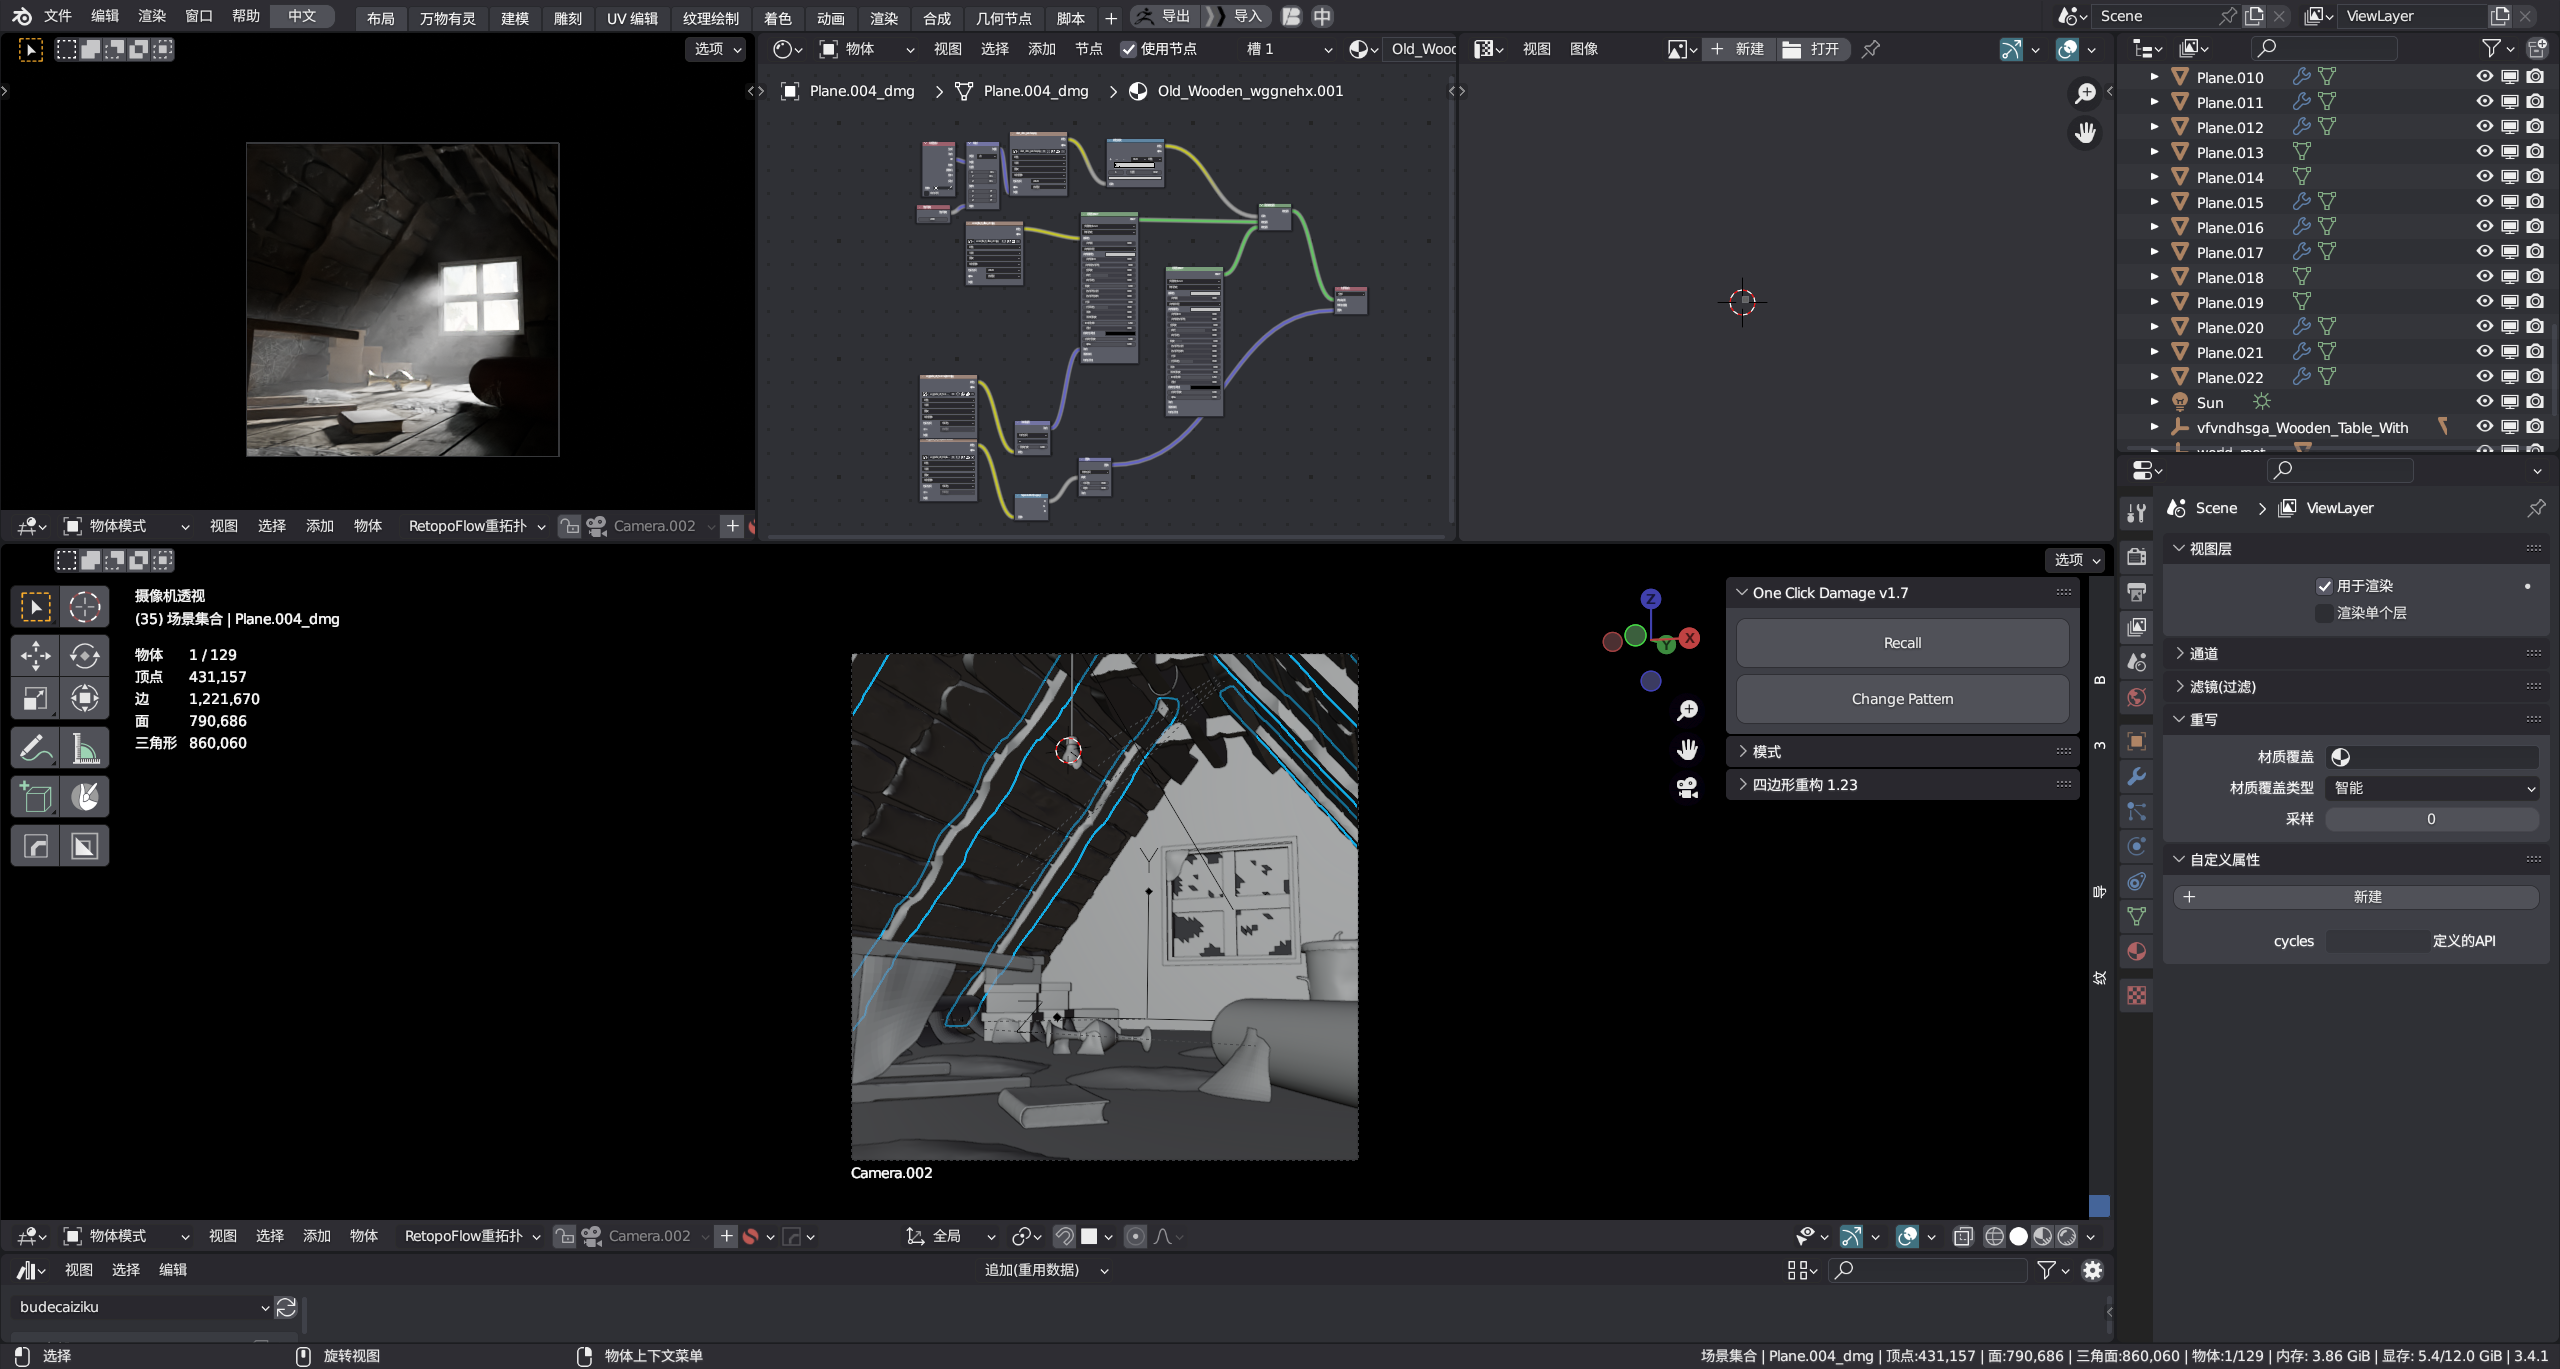 文件 编辑 渲染 窗口 帮助 中文 布局 万物有灵 建模 雕刻 UV 编辑 纹理绘制 着色 动画 渲染 合成 几何节点 脚本 + 导出 导入 中 Scene ViewLayer
选项
物体 视图 选择 添加 节点 使用节点 槽 1 Old_Wooc
视图 图像 + 新建 打开
Plane.004_dmg > Plane.004_dmg > Old_Wooden_wggnehx.001
Plane.010
Plane.011
Plane.012
Plane.013
Plane.014
Plane.015
Plane.016
Plane.017
Plane.018
Plane.019
Plane.020
Plane.021
Plane.022
Sun
vfvndhsga_Wooden_Table_With
物体模式 视图 选择 添加 物体 RetopoFlow重拓扑 Camera.002 +
选项
摄像机透视
(35) 场景集合 | Plane.004_dmg
物体 1 / 129
顶点 431,157
边 1,221,670
面 790,686
三角形 860,060
Z
Y
X
One Click Damage v1.7
Recall
Change Pattern
模式
四边形重构 1.23
B
3
Camera.002
Scene > ViewLayer
视图层
用于渲染
渲染单个层
通道
滤镜(过滤)
重写
材质覆盖
材质覆盖类型 智能
采样 0
自定义属性
+ 新建
cycles 定义的API
物体模式 视图 选择 添加 物体 RetopoFlow重拓扑 Camera.002 + 全局
视图 选择 编辑 追加(重用数据)
budecaiziku
选择 旋转视图 物体上下文菜单
场景集合 | Plane.004_dmg | 顶点:431,157 | 面:790,686 | 三角面:860,060 | 物体:1/129 | 内存: 3.86 GiB | 显存: 5.4/12.0 GiB | 3.4.1